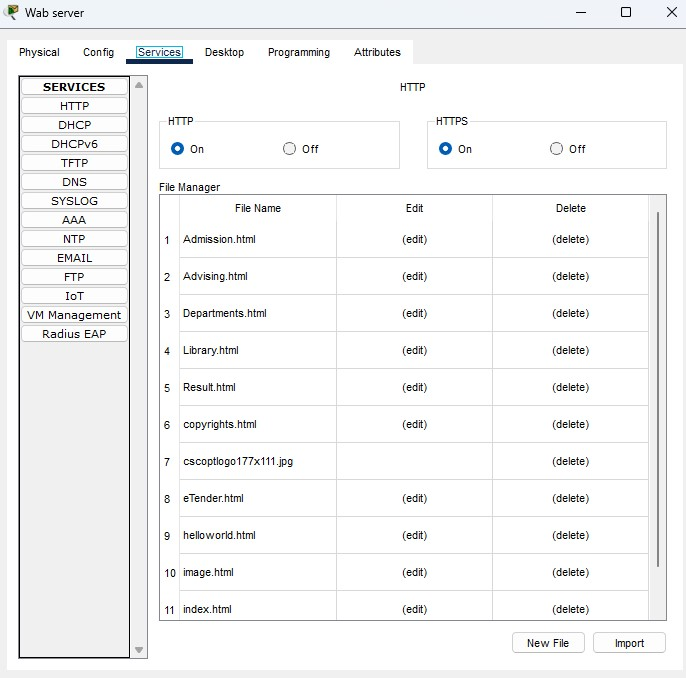 Wab server
Physical Config Services Desktop Programming Attributes
SERVICES
HTTP
DHCP
DHCPv6
TFTP
DNS
SYSLOG
AAA
NTP
EMAIL
FTP
IoT
VM Management
Radius EAP
HTTP
HTTP
On Off
HTTPS
On Off
File Manager
File Name Edit Delete
1 Admission.html (edit) (delete)
2 Advising.html (edit) (delete)
3 Departments.html (edit) (delete)
4 Library.html (edit) (delete)
5 Result.html (edit) (delete)
6 copyrights.html (edit) (delete)
7 cscoptlogo177x111.jpg (delete)
8 eTender.html (edit) (delete)
9 helloworld.html (edit) (delete)
10 image.html (edit) (delete)
11 index.html (edit) (delete)
New File Import